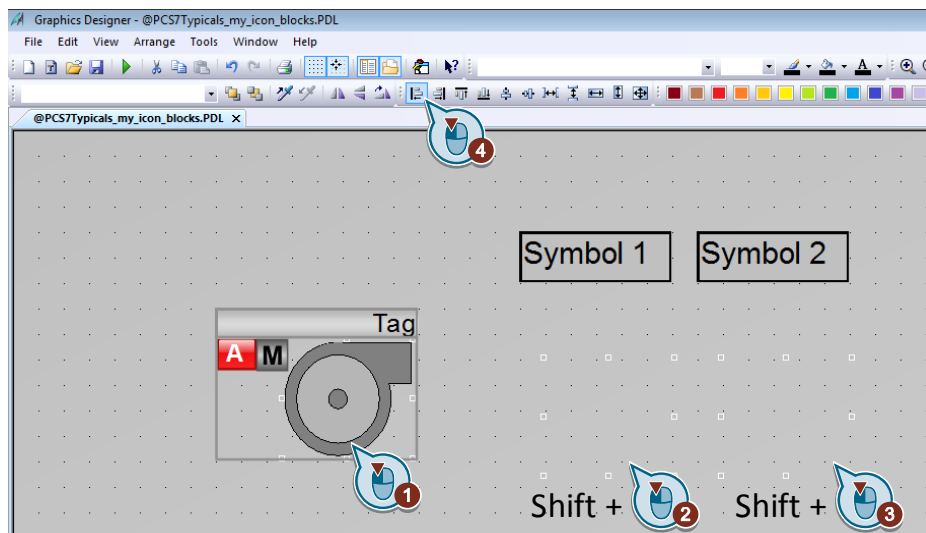 Graphics Designer - @PCS7Typicals_my_icon_blocks.PDL
File Edit View Arrange Tools Window Help
@PCS7Typicals_my_icon_blocks.PDL X
4
Symbol 1 Symbol 2
Tag
A M
1
Shift + 2 Shift + 3